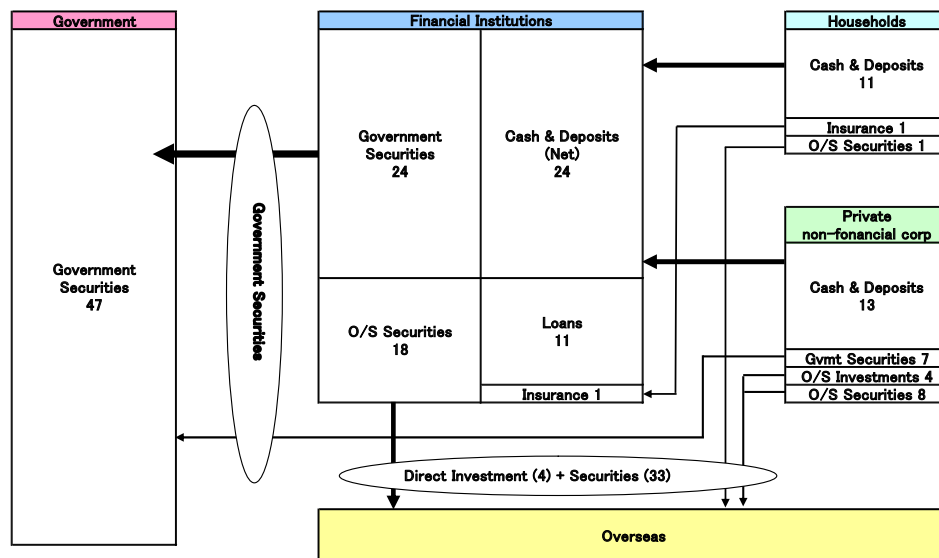 Government
Government
Securities
47
Government Securities
Financial Institutions
Government
Securities
24
Cash & Deposits
(Net)
24
O/S Securities
18
Loans
11
Insurance 1
Households
Cash & Deposits
11
Insurance 1
O/S Securities 1
Private
non-fonancial corp
Cash & Deposits
13
Gvmt Securities 7
O/S Investments 4
O/S Securities 8
Direct Investment (4) + Securities (33)
Overseas